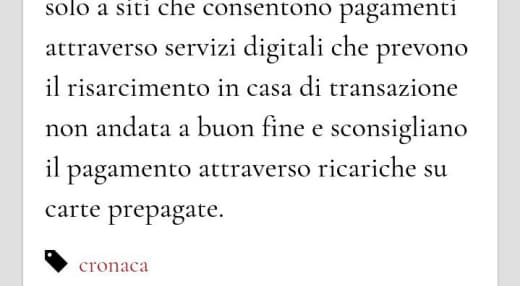 solo a siti che consentono pagamenti
attraverso servizi digitali che prevono
il risarcimento in casa di transazione
non andata a buon fine e sconsigliano
il pagamento attraverso ricariche su
carte prepagate.
cronaca